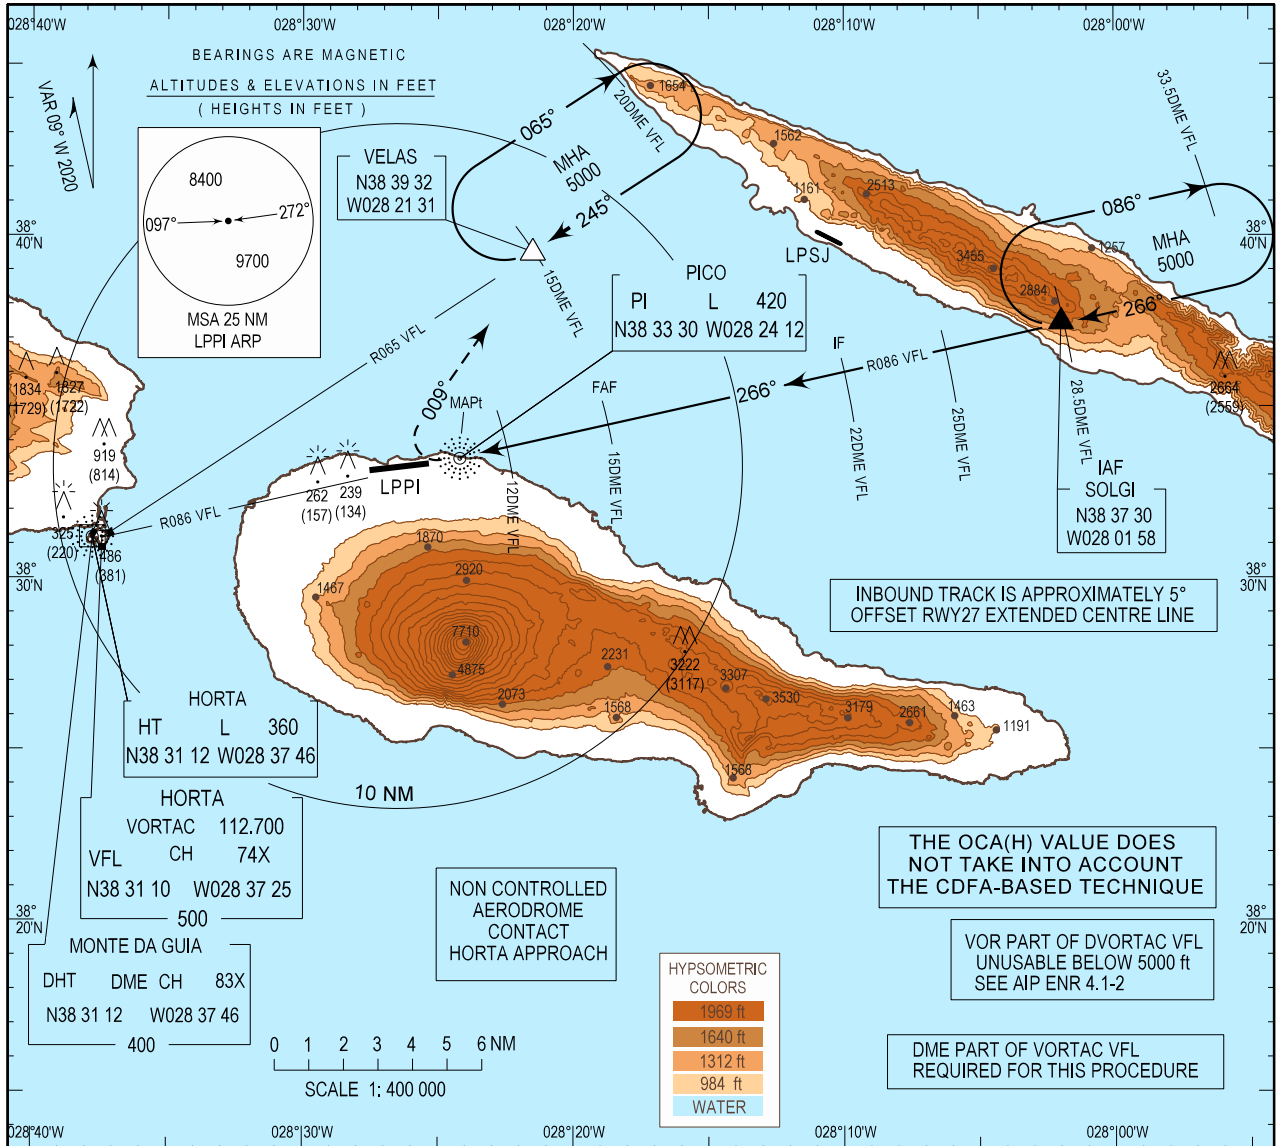 028°40'W
028°30'W
028°20'W
028°10'W
028°00'W
BEARINGS ARE MAGNETIC
ALTITUDES & ELEVATIONS IN FEET
( HEIGHTS IN FEET )
VAR 09° W 2020
8400
097°
272°
9700
MSA 25 NM
LPPI ARP
VELAS
N38 39 32
W028 21 31
065°
MHA
5000
245°
20DME VFL
15DME VFL
1654
1562
1161
2513
3455
2884
1257
LPSJ
33.5DME VFL
086°
MHA
5000
266°
38°
40'N
38°
40'N
PICO
PI L 420
N38 33 30 W028 24 12
R065 VFL
009°
MAPt
FAF
IF
R086 VFL
266°
12DME VFL
15DME VFL
22DME VFL
25DME VFL
28.5DME VFL
2664
(2559)
IAF
SOLGI
N38 37 30
W028 01 58
1834
(1729)
1827
(1722)
919
(814)
325
(220)
486
(381)
R086 VFL
262
(157)
239
(134)
LPPI
38°
30'N
38°
30'N
INBOUND TRACK IS APPROXIMATELY 5°
OFFSET RWY27 EXTENDED CENTRE LINE
1870
2920
1467
7710
4875
2073
2231
1568
3222
(3117)
3307
3530
3179
2661
1463
1191
1568
10 NM
HORTA
HT L 360
N38 31 12 W028 37 46
HORTA
VORTAC 112.700
VFL CH 74X
N38 31 10 W028 37 25
500
MONTE DA GUIA
DHT DME CH 83X
N38 31 12 W028 37 46
400
38°
20'N
38°
20'N
NON CONTROLLED
AERODROME
CONTACT
HORTA APPROACH
THE OCA(H) VALUE DOES
NOT TAKE INTO ACCOUNT
THE CDFA-BASED TECHNIQUE
VOR PART OF DVORTAC VFL
UNUSABLE BELOW 5000 ft
SEE AIP ENR 4.1-2
DME PART OF VORTAC VFL
REQUIRED FOR THIS PROCEDURE
HYPSOMETRIC
COLORS
1969 ft
1640 ft
1312 ft
984 ft
WATER
0 1 2 3 4 5 6 NM
SCALE 1: 400 000
028°40'W
028°30'W
028°20'W
028°10'W
028°00'W